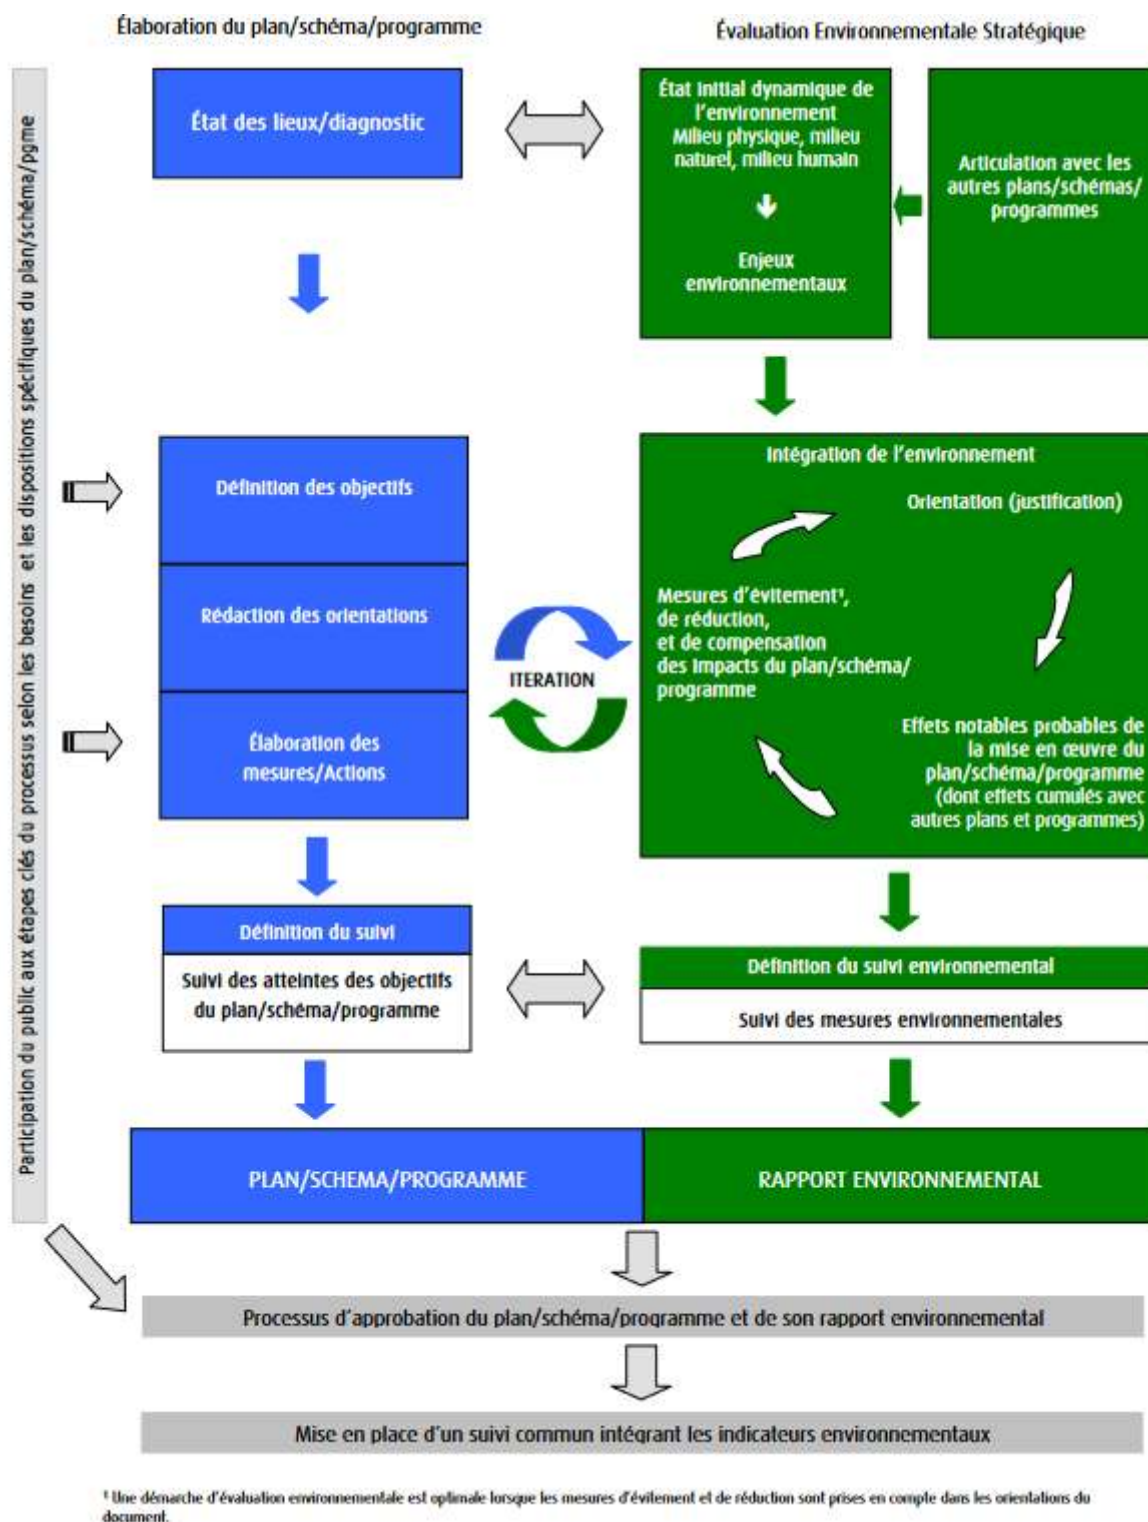 Élaboration du plan/schéma/programme
Évaluation Environnementale Stratégique
Participation du public aux étapes clés du processus selon les besoins et les dispositions spécifiques du plan/schéma/pgme
État des lieux/diagnostic
État initial dynamique de
l'environnement
Milieu physique, milieu
naturel, milieu humain
Enjeux
environnementaux
Articulation avec les
autres plans/schémas/
programmes
Définition des objectifs
Rédaction des orientations
Élaboration des
mesures/Actions
ITERATION
Intégration de l'environnement
Orientation (justification)
Mesures d'évitement¹,
de réduction,
et de compensation
des impacts du plan/schéma/
programme
Effets notables probables de
la mise en œuvre du
plan/schéma/programme
(dont effets cumulés avec
autres plans et programmes)
Définition du suivi
Suivi des atteintes des objectifs
du plan/schéma/programme
Définition du suivi environnemental
Suivi des mesures environnementales
PLAN/SCHEMA/PROGRAMME
RAPPORT ENVIRONNEMENTAL
Processus d'approbation du plan/schéma/programme et de son rapport environnemental
Mise en place d'un suivi commun intégrant les indicateurs environnementaux
¹ Une démarche d'évaluation environnementale est optimale lorsque les mesures d'évitement et de réduction sont prises en compte dans les orientations du
document.